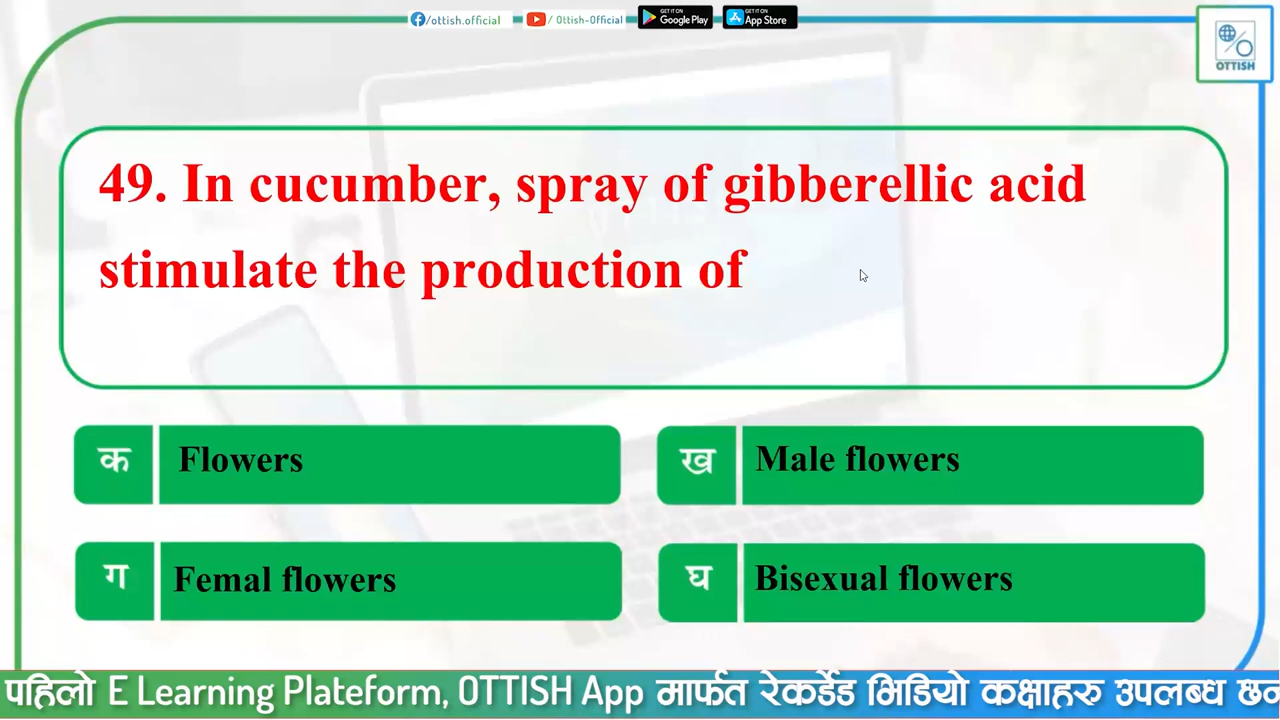 /ottish.official
/ Ottish-Official
GET IT ON
Google Play
GET IT ON
App Store
OTTISH
49. In cucumber, spray of gibberellic acid
stimulate the production of
क Flowers
ख Male flowers
ग Femal flowers
घ Bisexual flowers
पहिलो E Learning Plateform, OTTISH App मार्फत रेकर्डेड भिडियो कक्षाहरु उपलब्ध